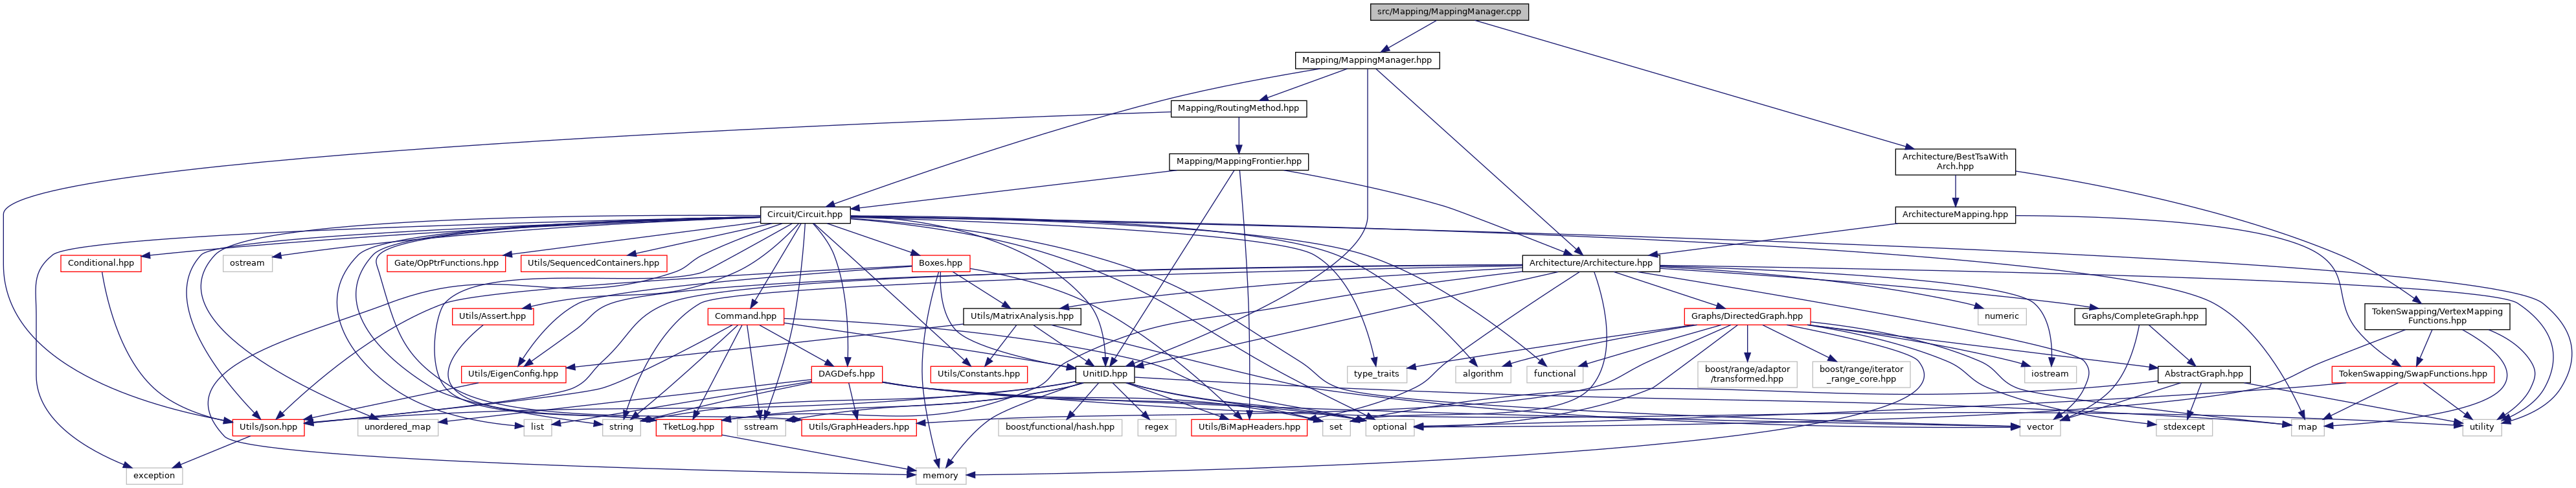 src/Mapping/MappingManager.cpp
Mapping/MappingManager.hpp
Mapping/RoutingMethod.hpp
Mapping/MappingFrontier.hpp
Architecture/BestTsaWith
Arch.hpp
Circuit/Circuit.hpp
ArchitectureMapping.hpp
Conditional.hpp
ostream
Gate/OpPtrFunctions.hpp
Utils/SequencedContainers.hpp
Boxes.hpp
Architecture/Architecture.hpp
Utils/Assert.hpp
Command.hpp
Utils/MatrixAnalysis.hpp
Graphs/DirectedGraph.hpp
numeric
Graphs/CompleteGraph.hpp
TokenSwapping/VertexMapping
Functions.hpp
Utils/EigenConfig.hpp
DAGDefs.hpp
Utils/Constants.hpp
UnitID.hpp
type_traits
algorithm
functional
boost/range/adaptor
/transformed.hpp
boost/range/iterator
_range_core.hpp
iostream
AbstractGraph.hpp
TokenSwapping/SwapFunctions.hpp
Utils/Json.hpp
unordered_map
list
string
TketLog.hpp
sstream
Utils/GraphHeaders.hpp
boost/functional/hash.hpp
regex
Utils/BiMapHeaders.hpp
set
optional
vector
stdexcept
map
utility
exception
memory